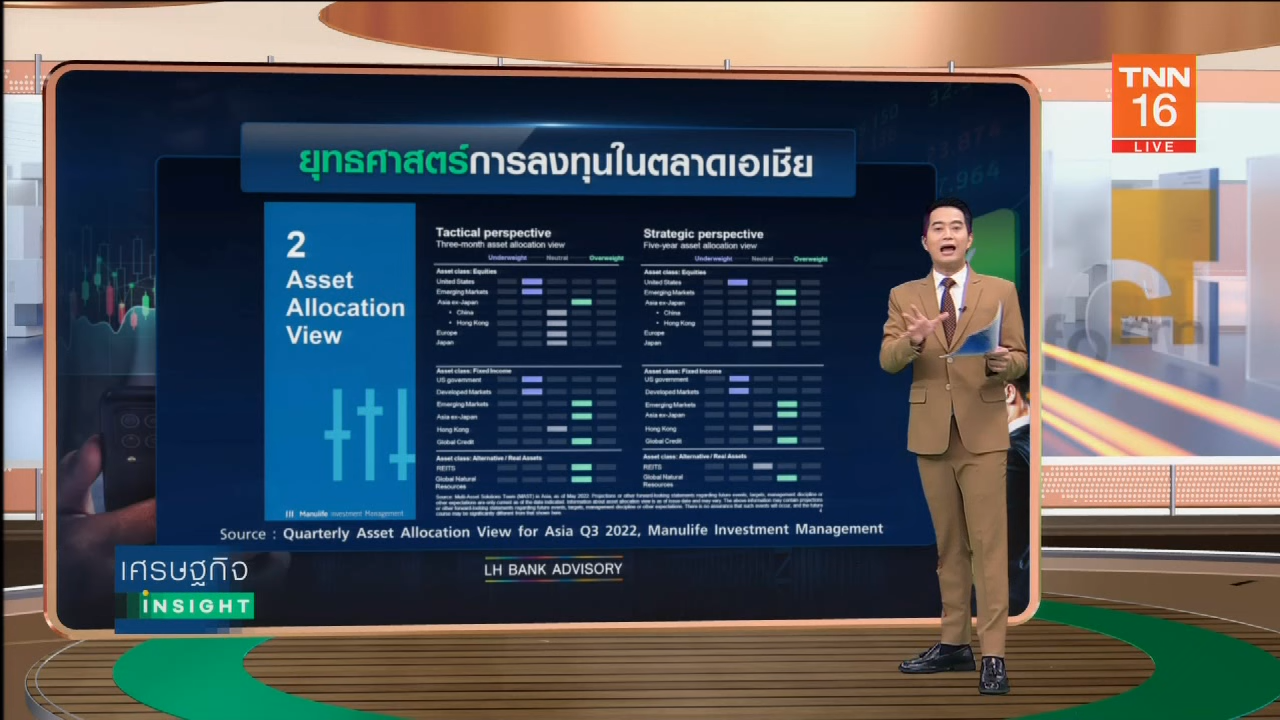 TNN
16
LIVE
ยุทธศาสตร์การลงทุนในตลาดเอเชีย
2
Asset
Allocation
View
Tactical perspective
Three-month asset allocation view
Underweight Neutral Overweight
Asset class: Equities
United States
Emerging Markets
Asia ex-Japan
• China
• Hong Kong
Europe
Japan
Asset class: Fixed Income
US government
Developed Markets
Emerging Markets
Asia ex-Japan
Hong Kong
Global Credit
Asset class: Alternative / Real Assets
REITS
Global Natural
Resources
Strategic perspective
Five-year asset allocation view
Underweight Neutral Overweight
Asset class: Equities
United States
Emerging Markets
Asia ex-Japan
• China
• Hong Kong
Europe
Japan
Asset class: Fixed Income
US government
Developed Markets
Emerging Markets
Asia ex-Japan
Hong Kong
Global Credit
Asset class: Alternative / Real Assets
REITS
Global Natural
Resources
Manulife Investment Management
Source : Quarterly Asset Allocation View for Asia Q3 2022, Manulife Investment Management
LH BANK ADVISORY
เศรษฐกิจ
INSIGHT